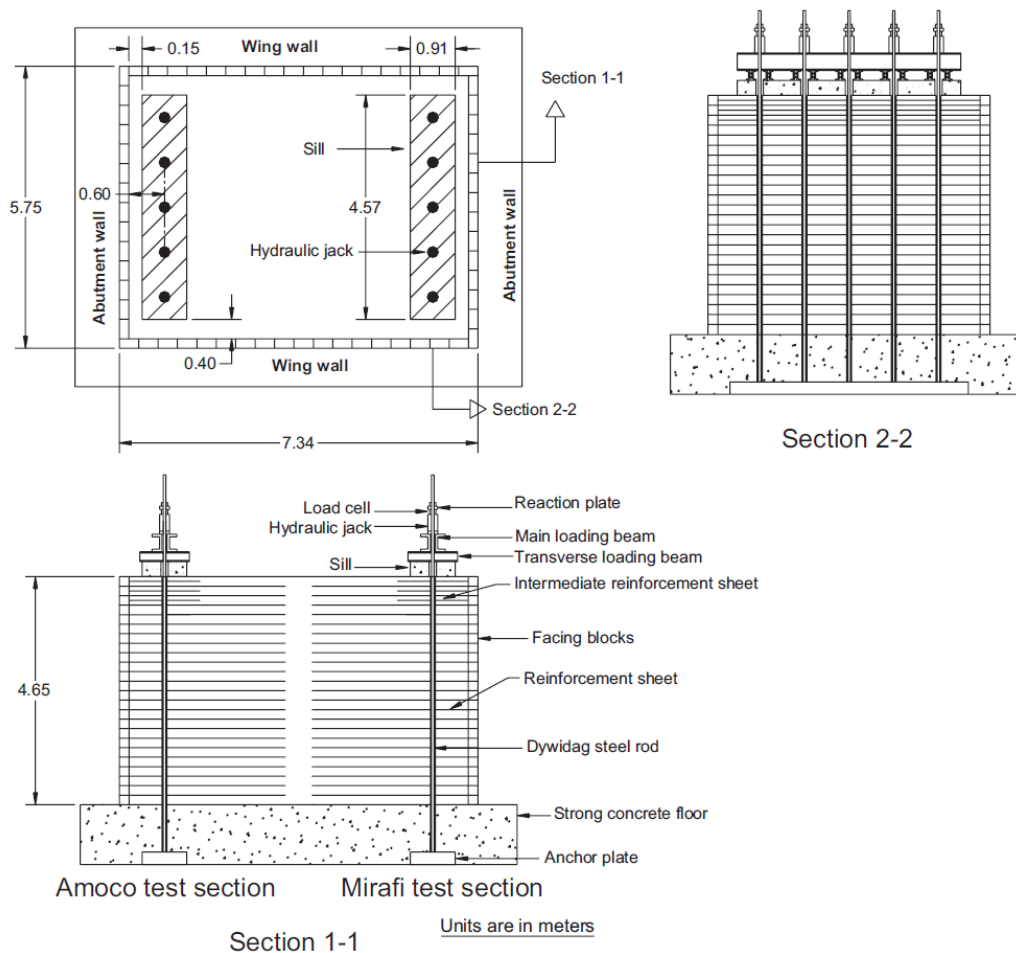 0.15
Wing wall
0.91
Section 1-1
Sill
0.60
5.75
4.57
Abutment wall
Hydraulic jack
Abutment wall
0.40
Wing wall
Section 2-2
7.34
Section 2-2
Load cell
Reaction plate
Hydraulic jack
Main loading beam
Transverse loading beam
Sill
Intermediate reinforcement sheet
Facing blocks
4.65
Reinforcement sheet
Dywidag steel rod
Strong concrete floor
Anchor plate
Amoco test section
Mirafi test section
Units are in meters
Section 1-1